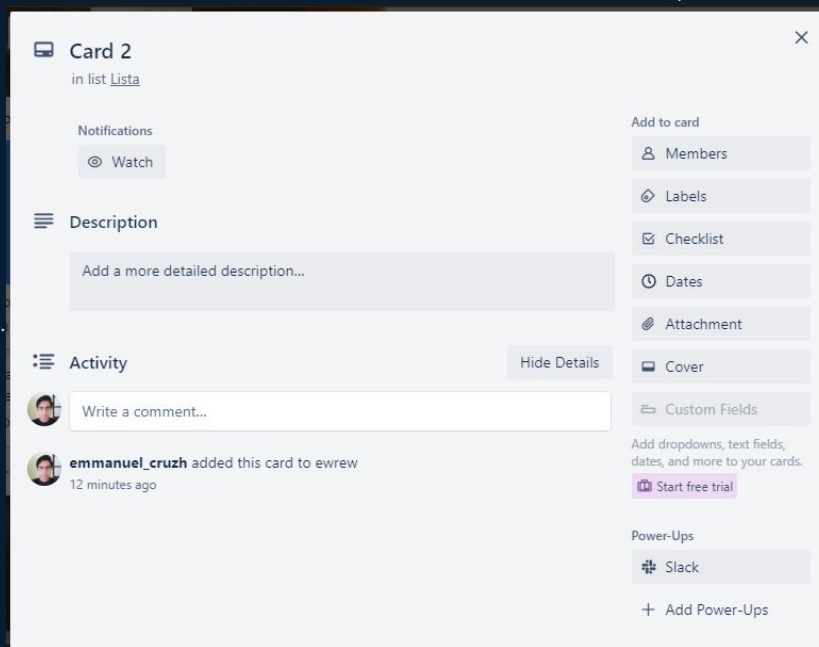 Card 2
in list Lista
Notifications
Watch
Description
Add a more detailed description...
Activity
Hide Details
Write a comment...
emmanuel_cruzh added this card to ewrew
12 minutes ago
Add to card
Members
Labels
Checklist
Dates
Attachment
Cover
Custom Fields
Add dropdowns, text fields,
dates, and more to your cards.
Start free trial
Power-Ups
Slack
+ Add Power-Ups